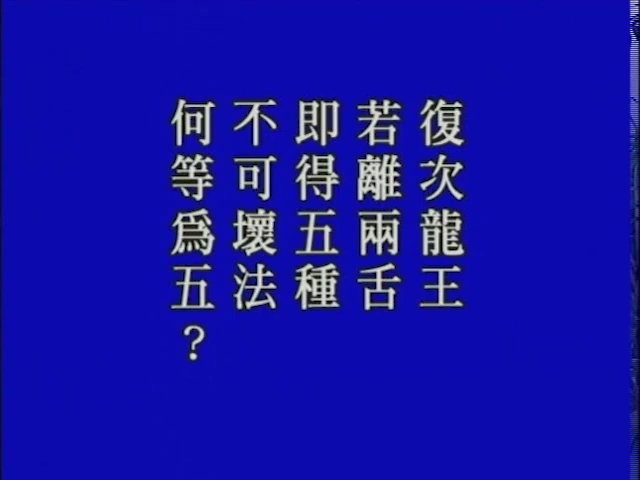 復次龍王
若離兩舌
即得五種
不可壞法
何等為五？